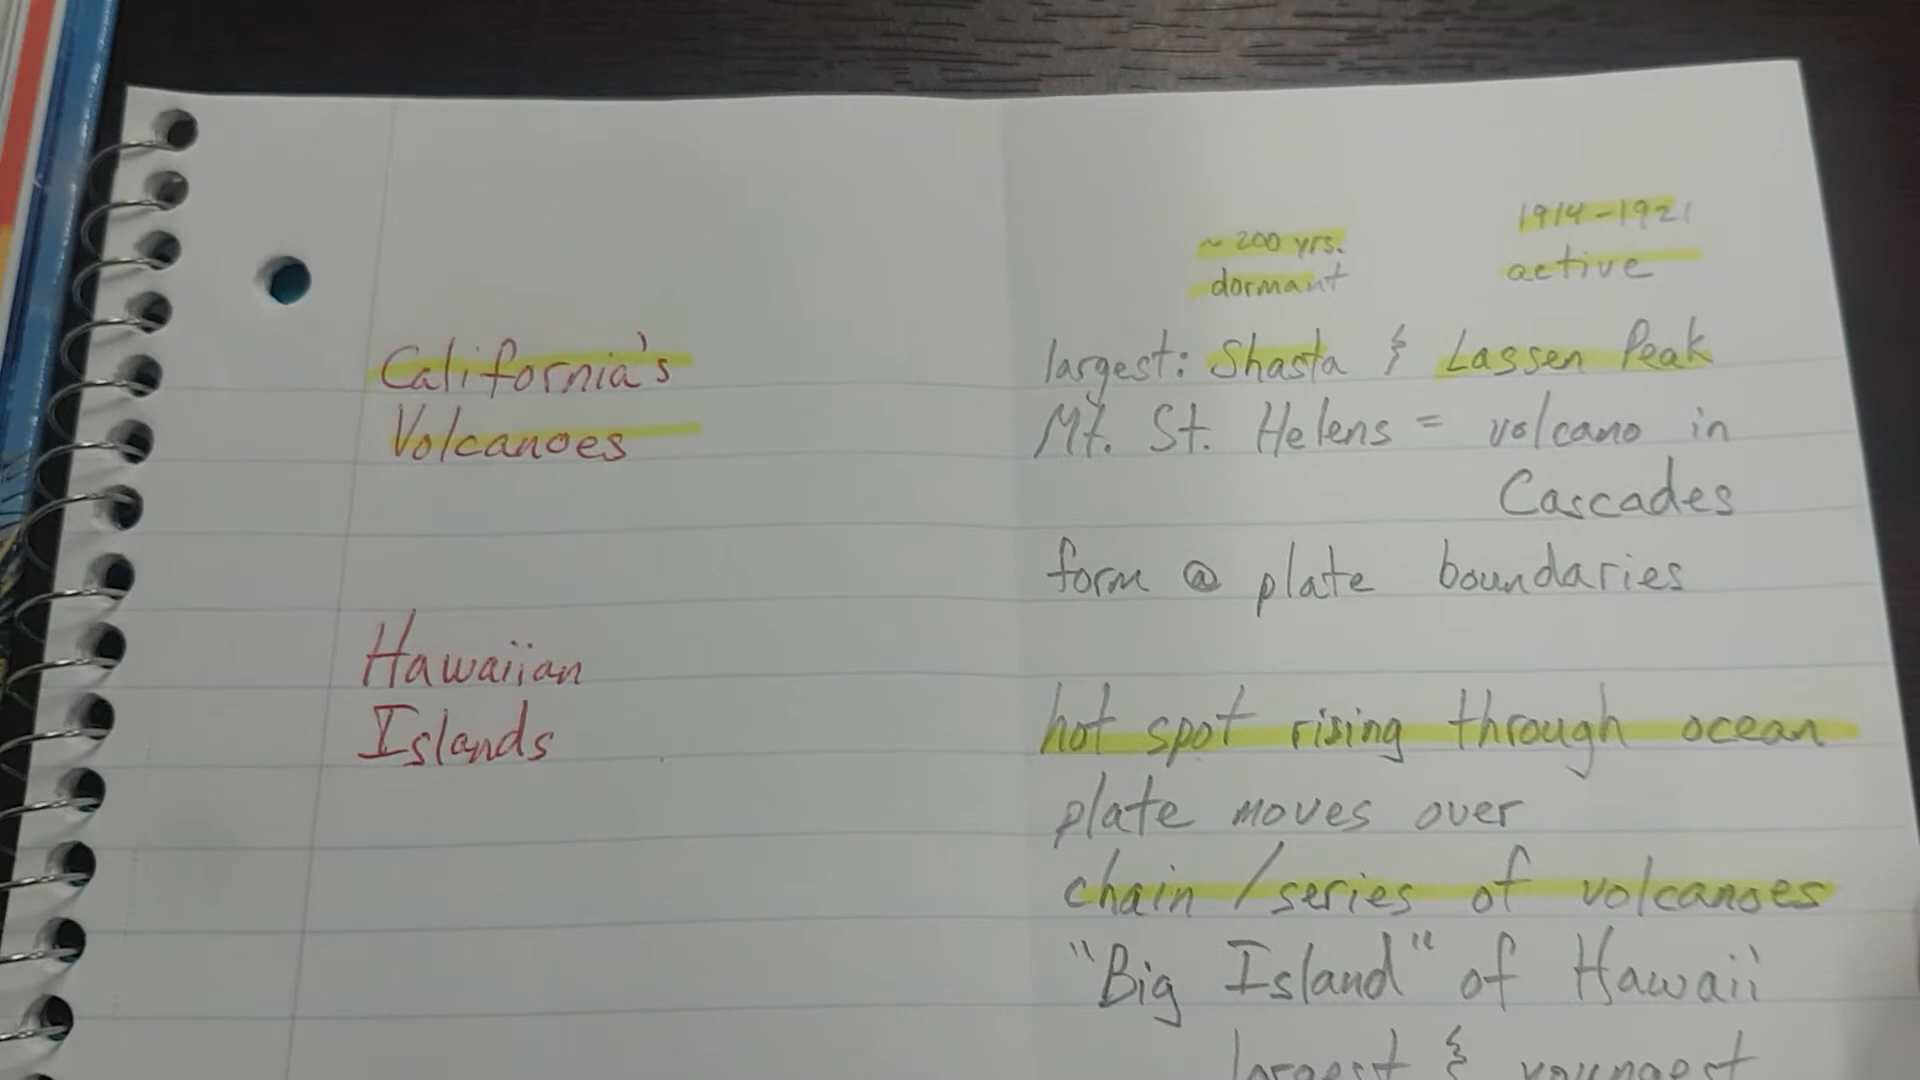 1914-1921
~ 200 yrs.
dormant
active
California's
largest: Shasta & Lassen Peak
Volcanoes
Mt. St. Helens = volcano in
Cascades
form @ plate boundaries
Hawaiian
Islands
hot spot rising through ocean
plate moves over
chain / series of volcanoes
"Big Island" of Hawaii
largest & youngest